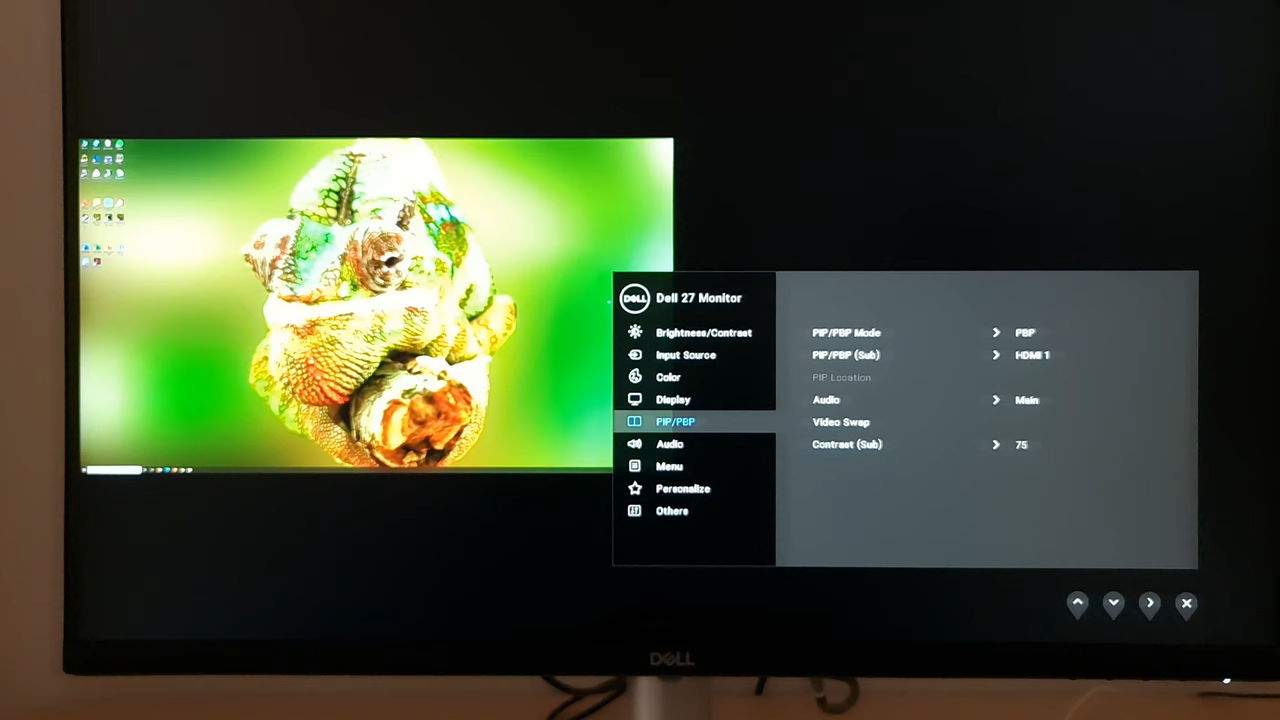 DELL Dell 27 Monitor
Brightness/Contrast
Input Source
Color
Display
PIP/PBP
Audio
Menu
Personalize
Others
PIP/PBP Mode PBP
PIP/PBP (Sub) HDMI 1
PIP Location
Audio Main
Video Swap
Contrast (Sub) 75
DELL